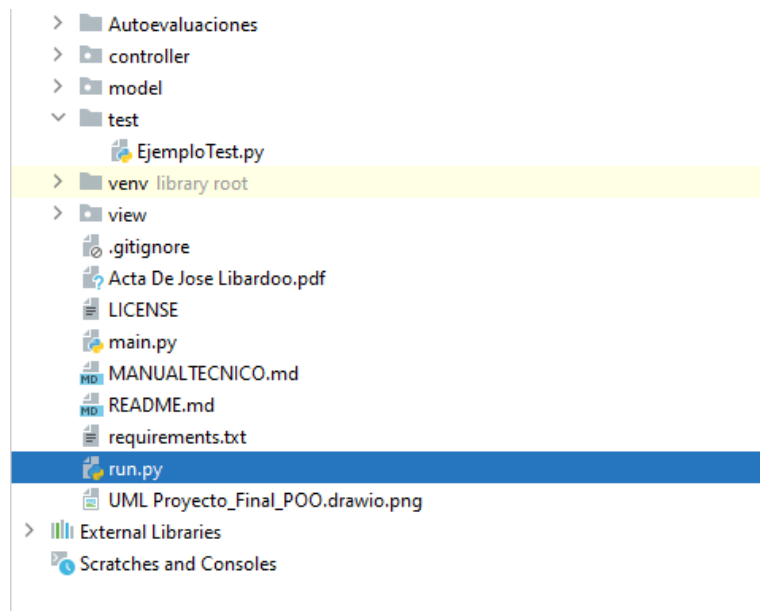 Autoevaluaciones
controller
model
test
EjemploTest.py
venv library root
view
.gitignore
Acta De Jose Libardoo.pdf
LICENSE
main.py
MANUALTECNICO.md
README.md
requirements.txt
run.py
UML Proyecto_Final_POO.drawio.png
External Libraries
Scratches and Consoles